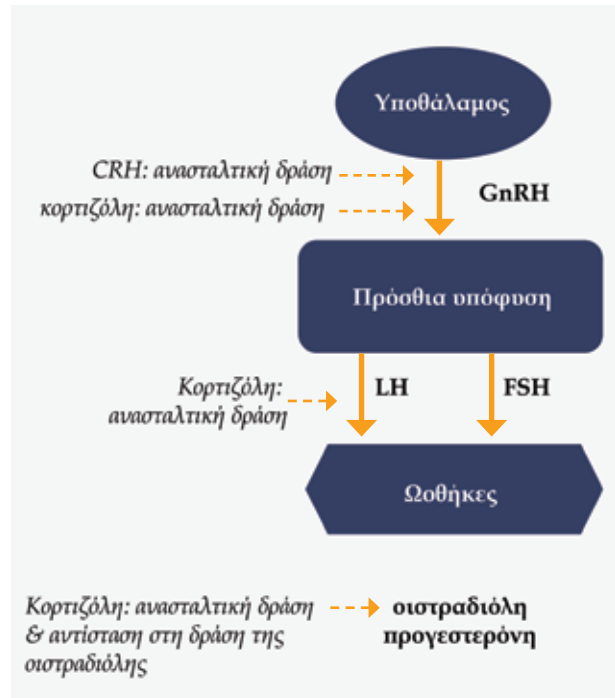 Υποθάλαμος
CRH: ανασταλτική δράση
κορτιζόλη: ανασταλτική δράση
GnRH
Πρόσθια υπόφυση
Κορτιζόλη:
ανασταλτική δράση
LH
FSH
Ωοθήκες
Κορτιζόλη: ανασταλτική δράση
& αντίσταση στη δράση της
οιστραδιόλης
οιστραδιόλη
προγεστερόνη